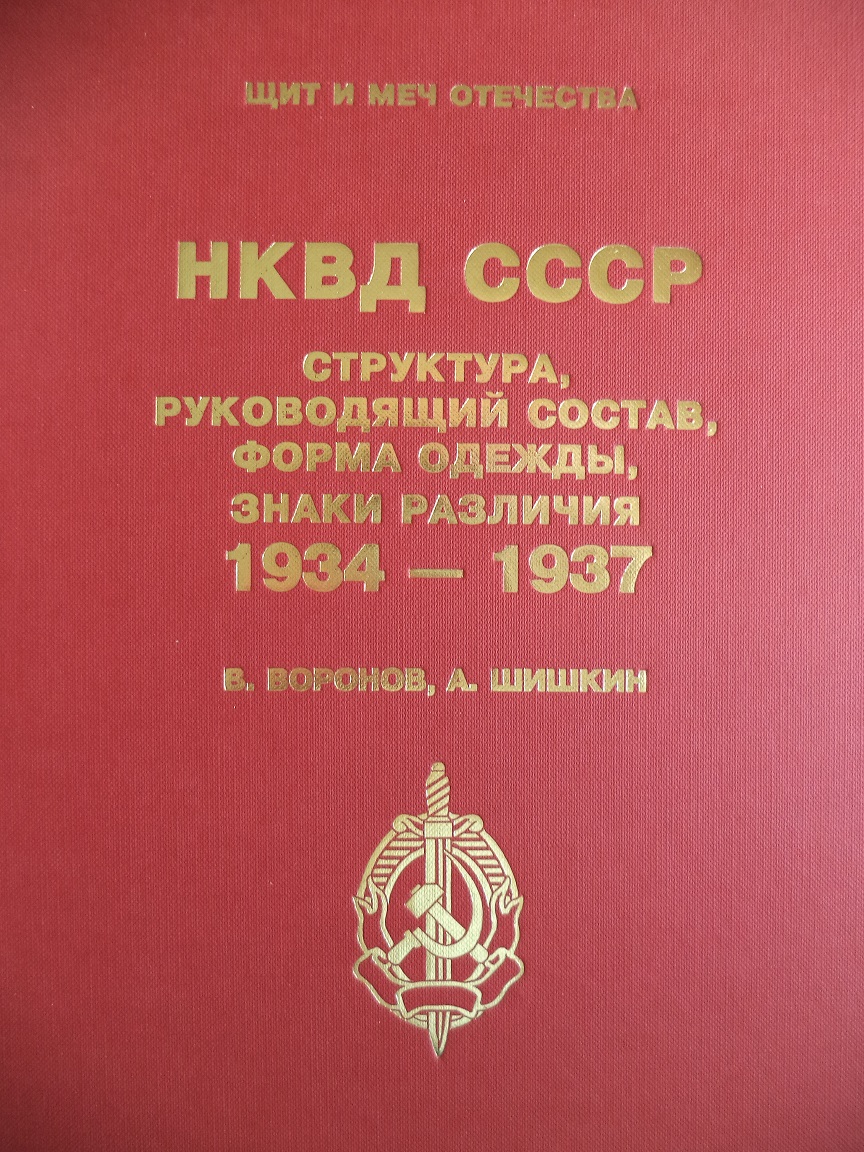 ЩИТ И МЕЧ ОТЕЧЕСТВА
НКВД СССР
СТРУКТУРА,
РУКОВОДЯЩИЙ СОСТАВ,
ФОРМА ОДЕЖДЫ,
ЗНАКИ РАЗЛИЧИЯ
1934 — 1937
В. ВОРОНОВ, А. ШИШКИН